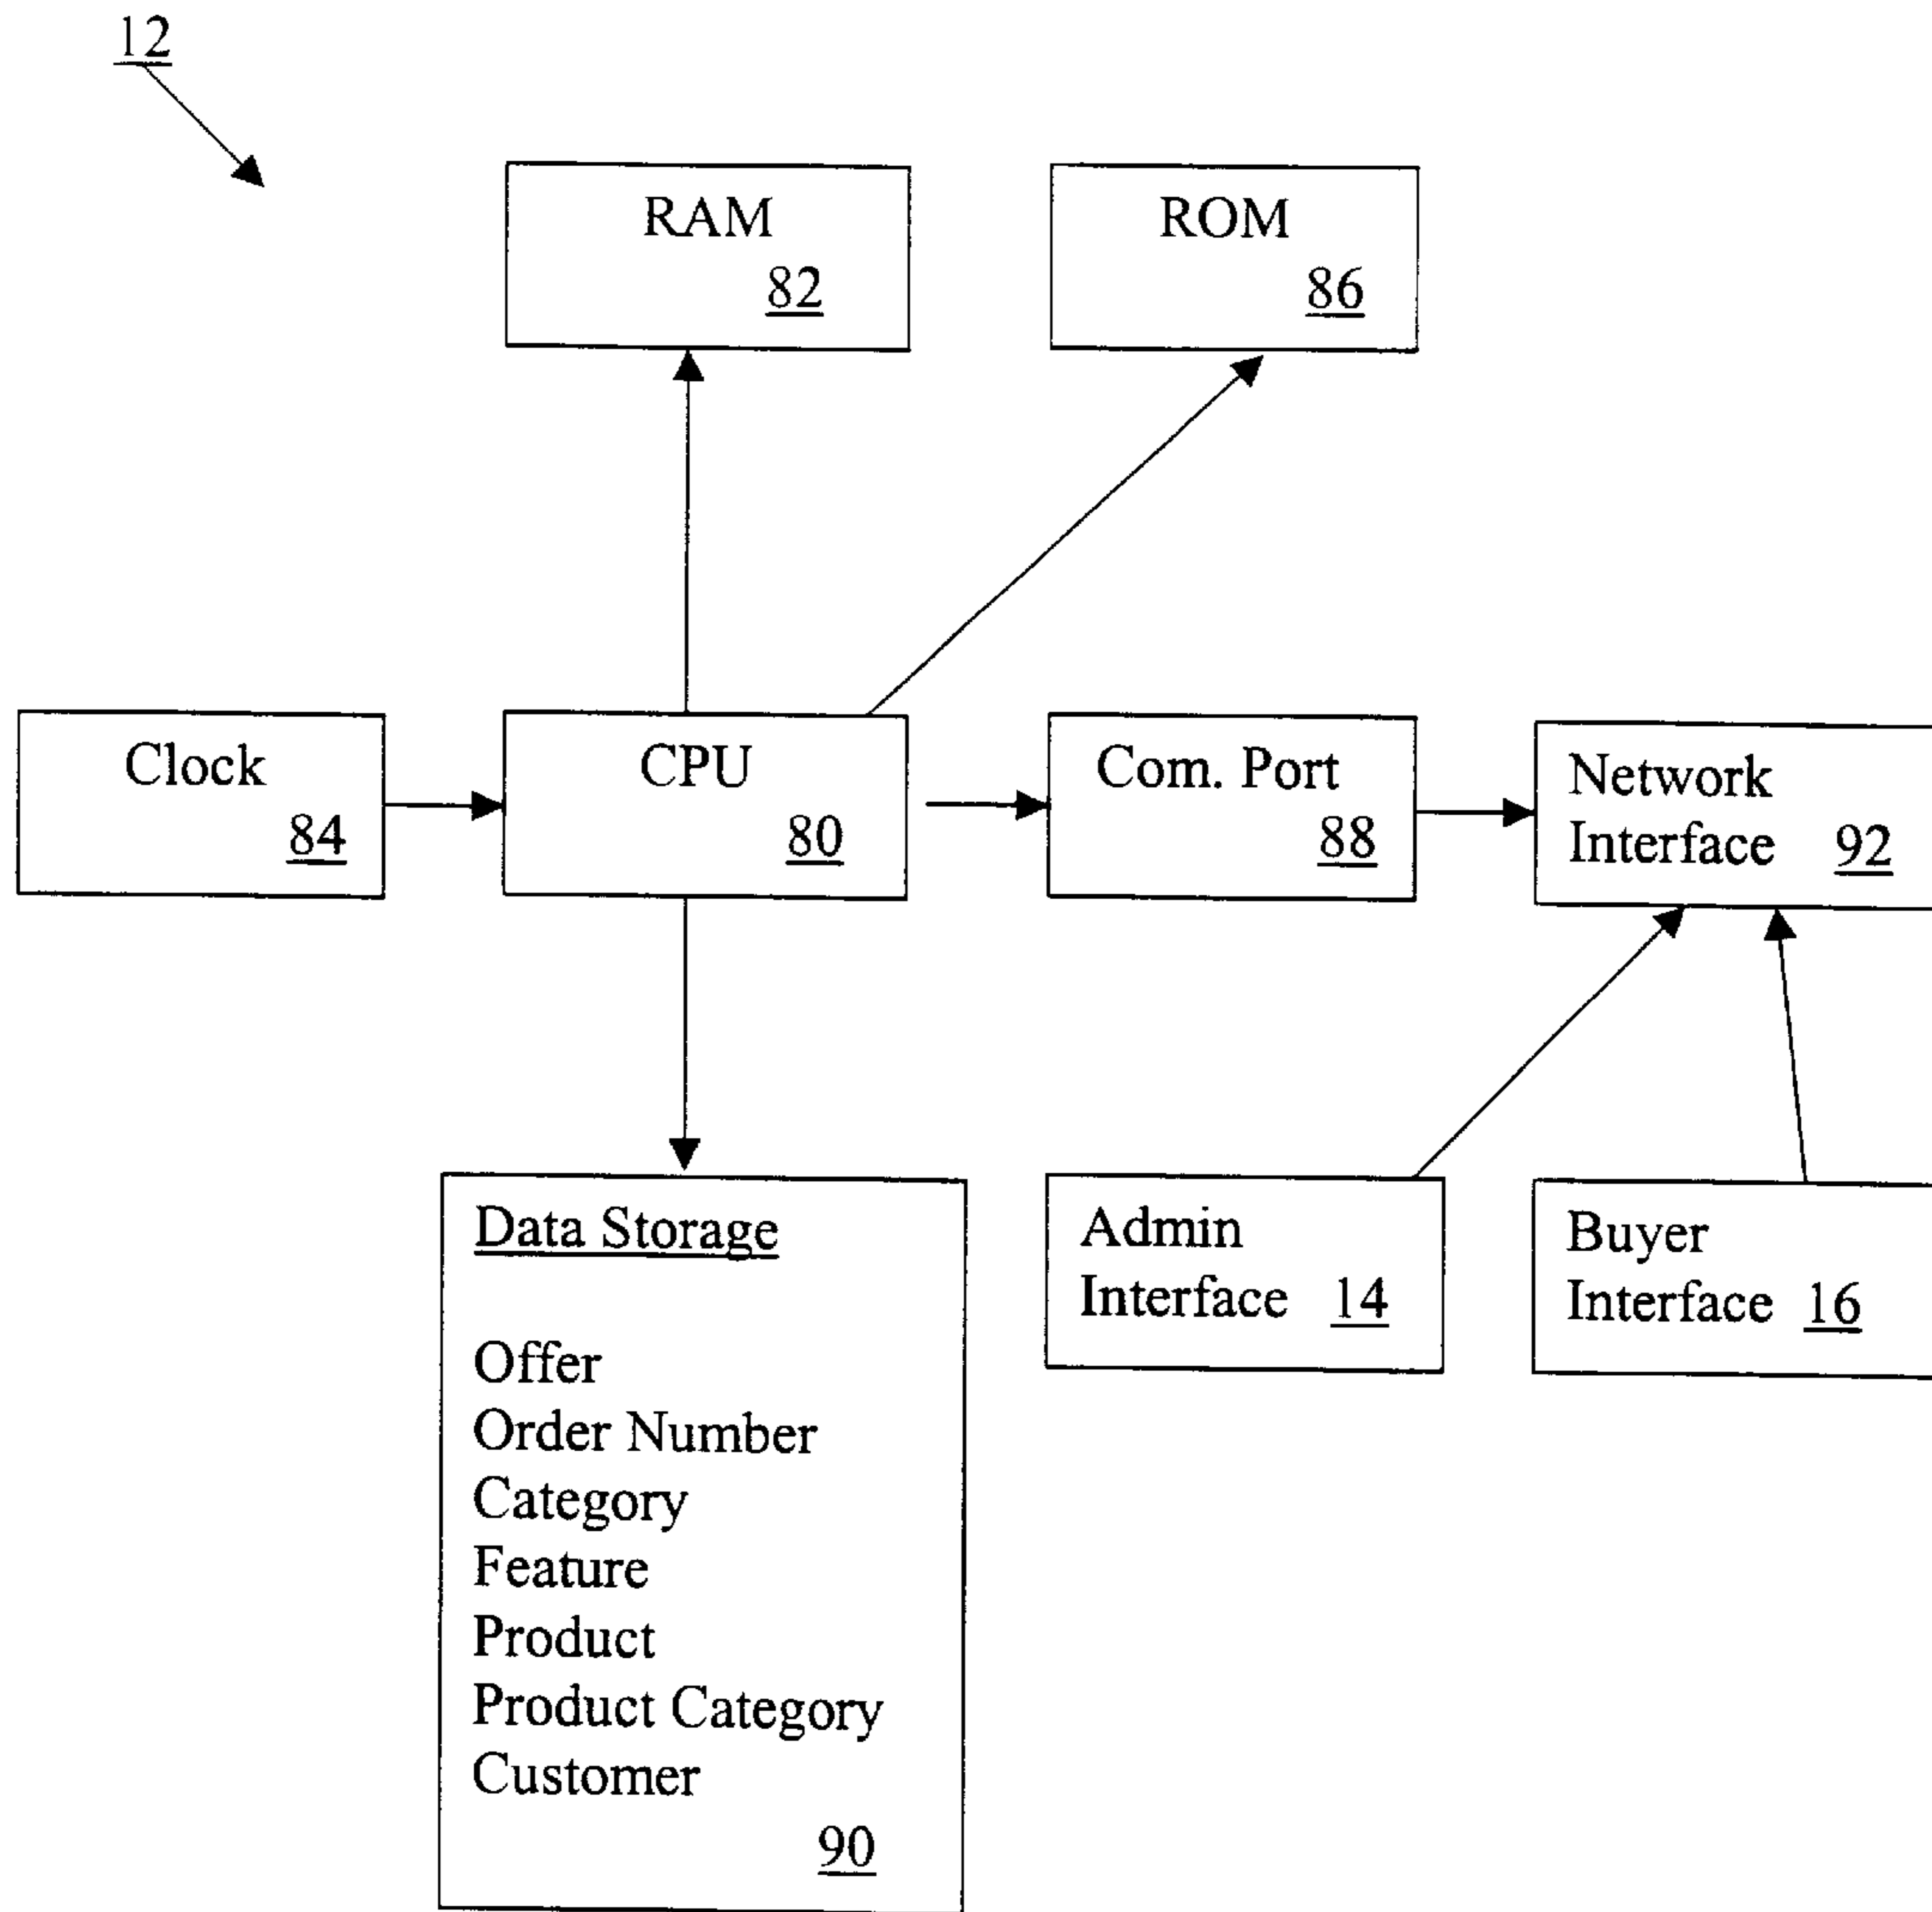 12
RAM
82
ROM
86
Clock
84
CPU
80
Com. Port
88
Network
Interface 92
Data Storage
Offer
Order Number
Category
Feature
Product
Product Category
Customer
90
Admin
Interface 14
Buyer
Interface 16